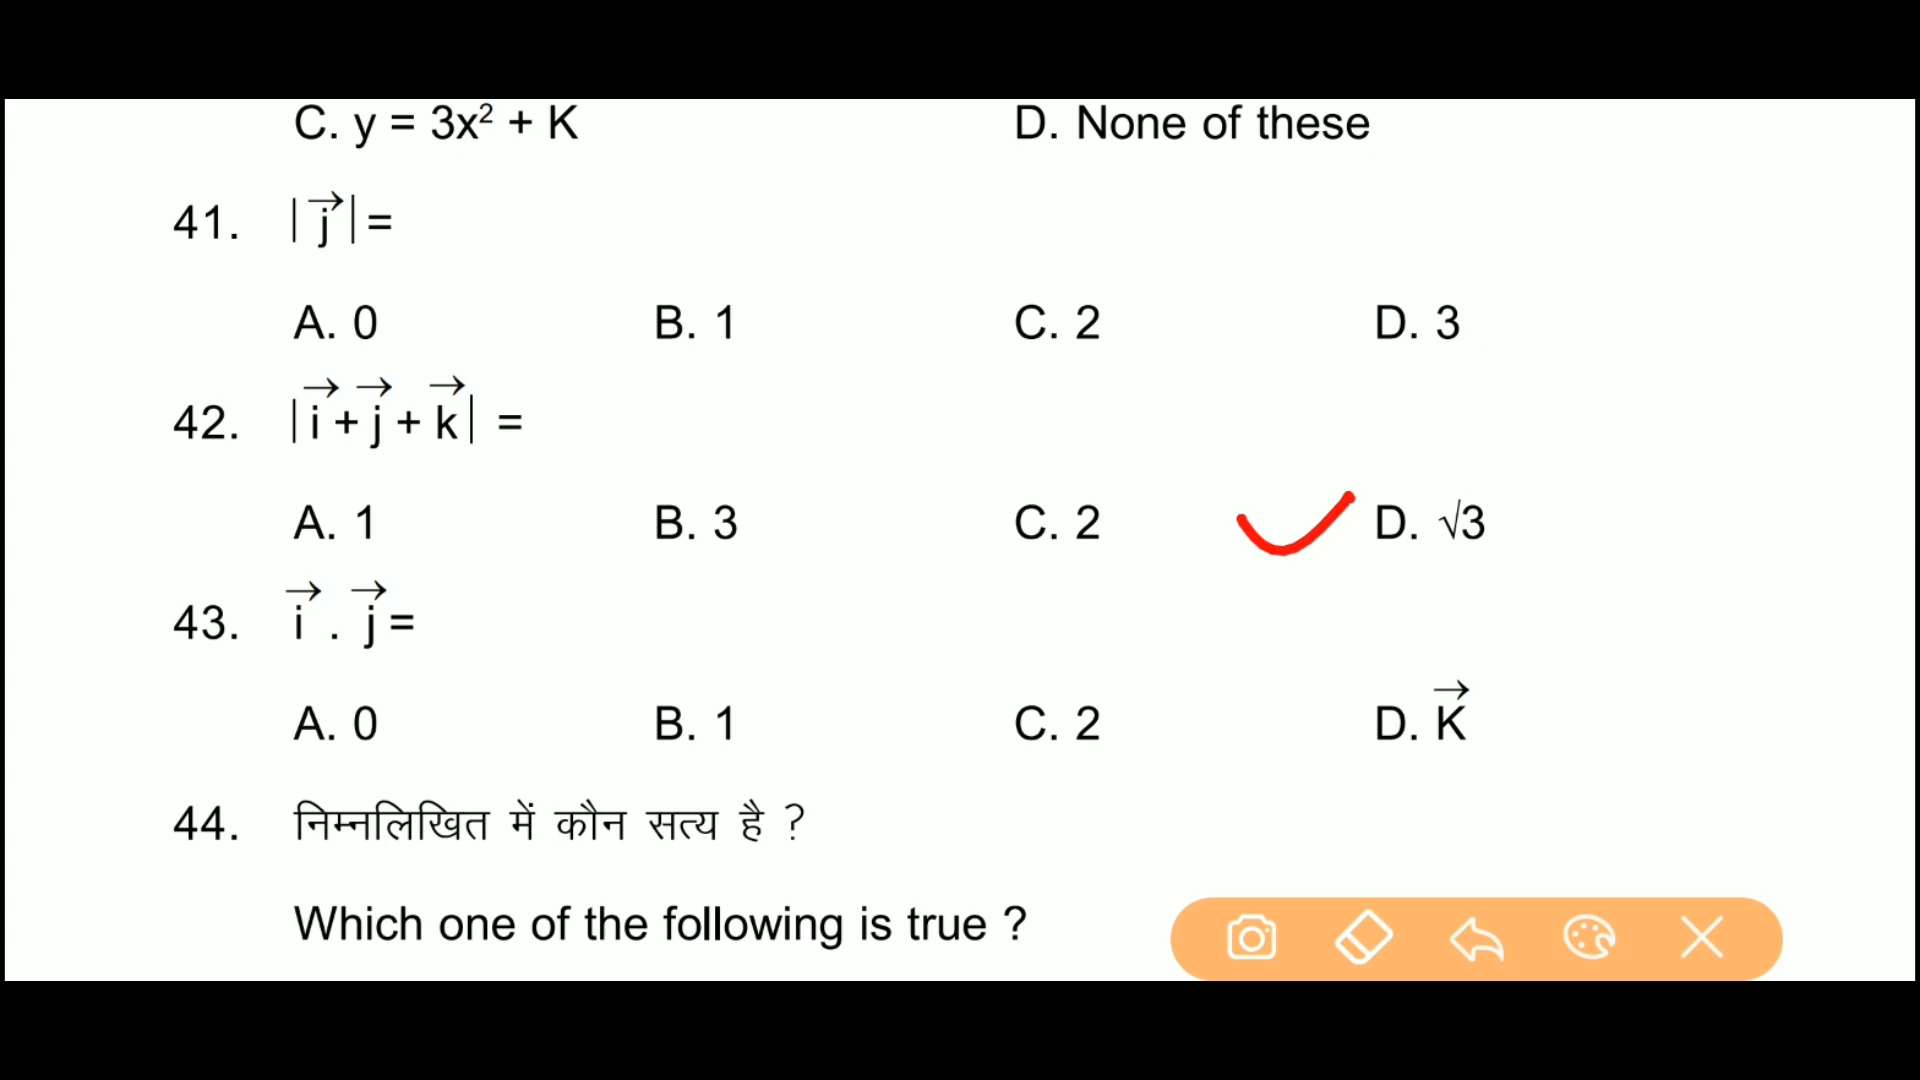 C. y = 3x² + K D. None of these
41. |j⃗| =
A. 0 B. 1 C. 2 D. 3
42. |i⃗ + j⃗ + k⃗| =
A. 1 B. 3 C. 2 D. √3
43. i⃗ . j⃗ =
A. 0 B. 1 C. 2 D. K⃗
44. निम्नलिखित में कौन सत्य है ?
Which one of the following is true ?